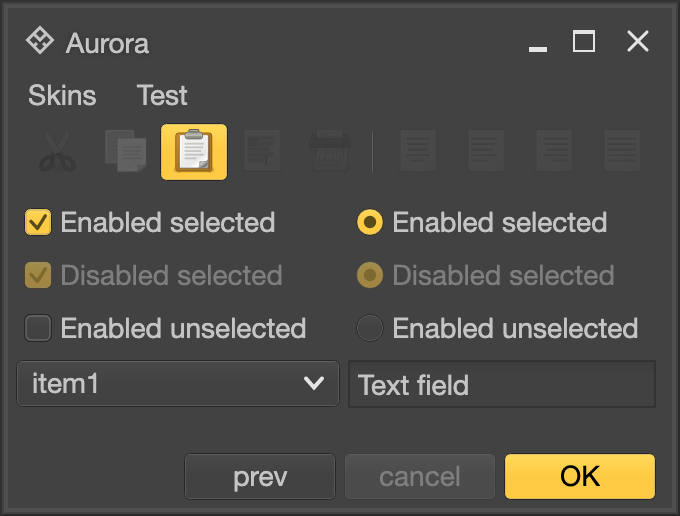 Aurora
Skins Test
Enabled selected Enabled selected
Disabled selected Disabled selected
Enabled unselected Enabled unselected
item1 Text field
prev cancel OK